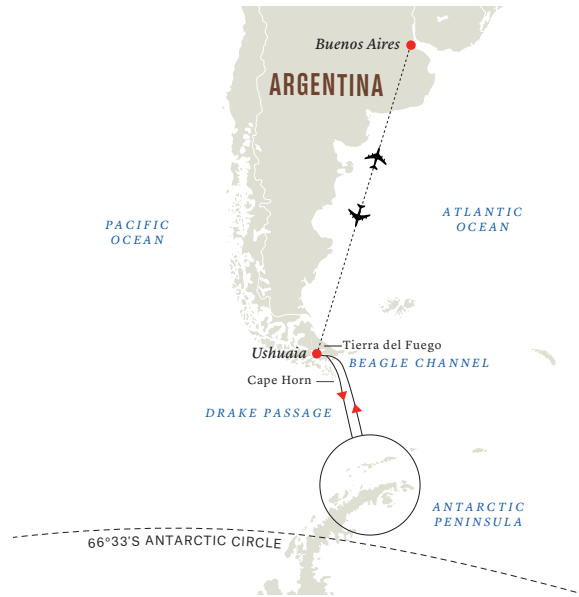 Buenos Aires
ARGENTINA
PACIFIC
OCEAN
ATLANTIC
OCEAN
Tierra del Fuego
Ushuaia
BEAGLE CHANNEL
Cape Horn
DRAKE PASSAGE
ANTARCTIC
PENINSULA
66°33'S ANTARCTIC CIRCLE